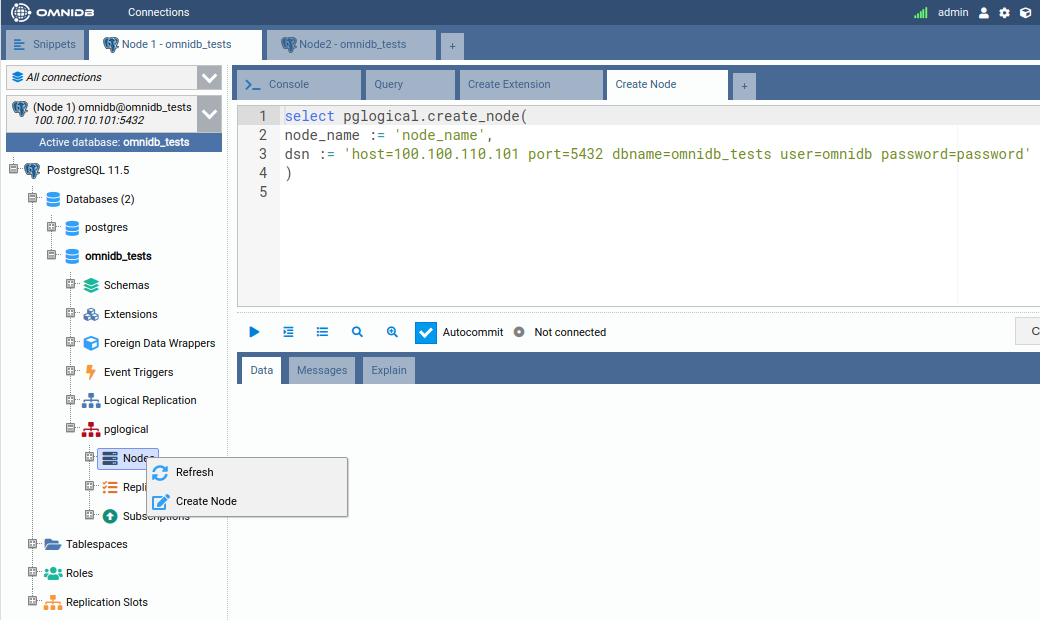 OMNIDB Connections admin
Snippets Node 1 - omnidb_tests Node2 - omnidb_tests +
All connections
(Node 1) omnidb@omnidb_tests
100.100.110.101:5432
Active database: omnidb_tests
PostgreSQL 11.5
Databases (2)
postgres
omnidb_tests
Schemas
Extensions
Foreign Data Wrappers
Event Triggers
Logical Replication
pglogical
Nodes
Repli
Subscriptions
Tablespaces
Roles
Replication Slots
Refresh
Create Node
>_ Console Query Create Extension Create Node +
1 select pglogical.create_node(
2 node_name := 'node_name',
3 dsn := 'host=100.100.110.101 port=5432 dbname=omnidb_tests user=omnidb password=password'
4 )
5
Autocommit Not connected C
Data Messages Explain